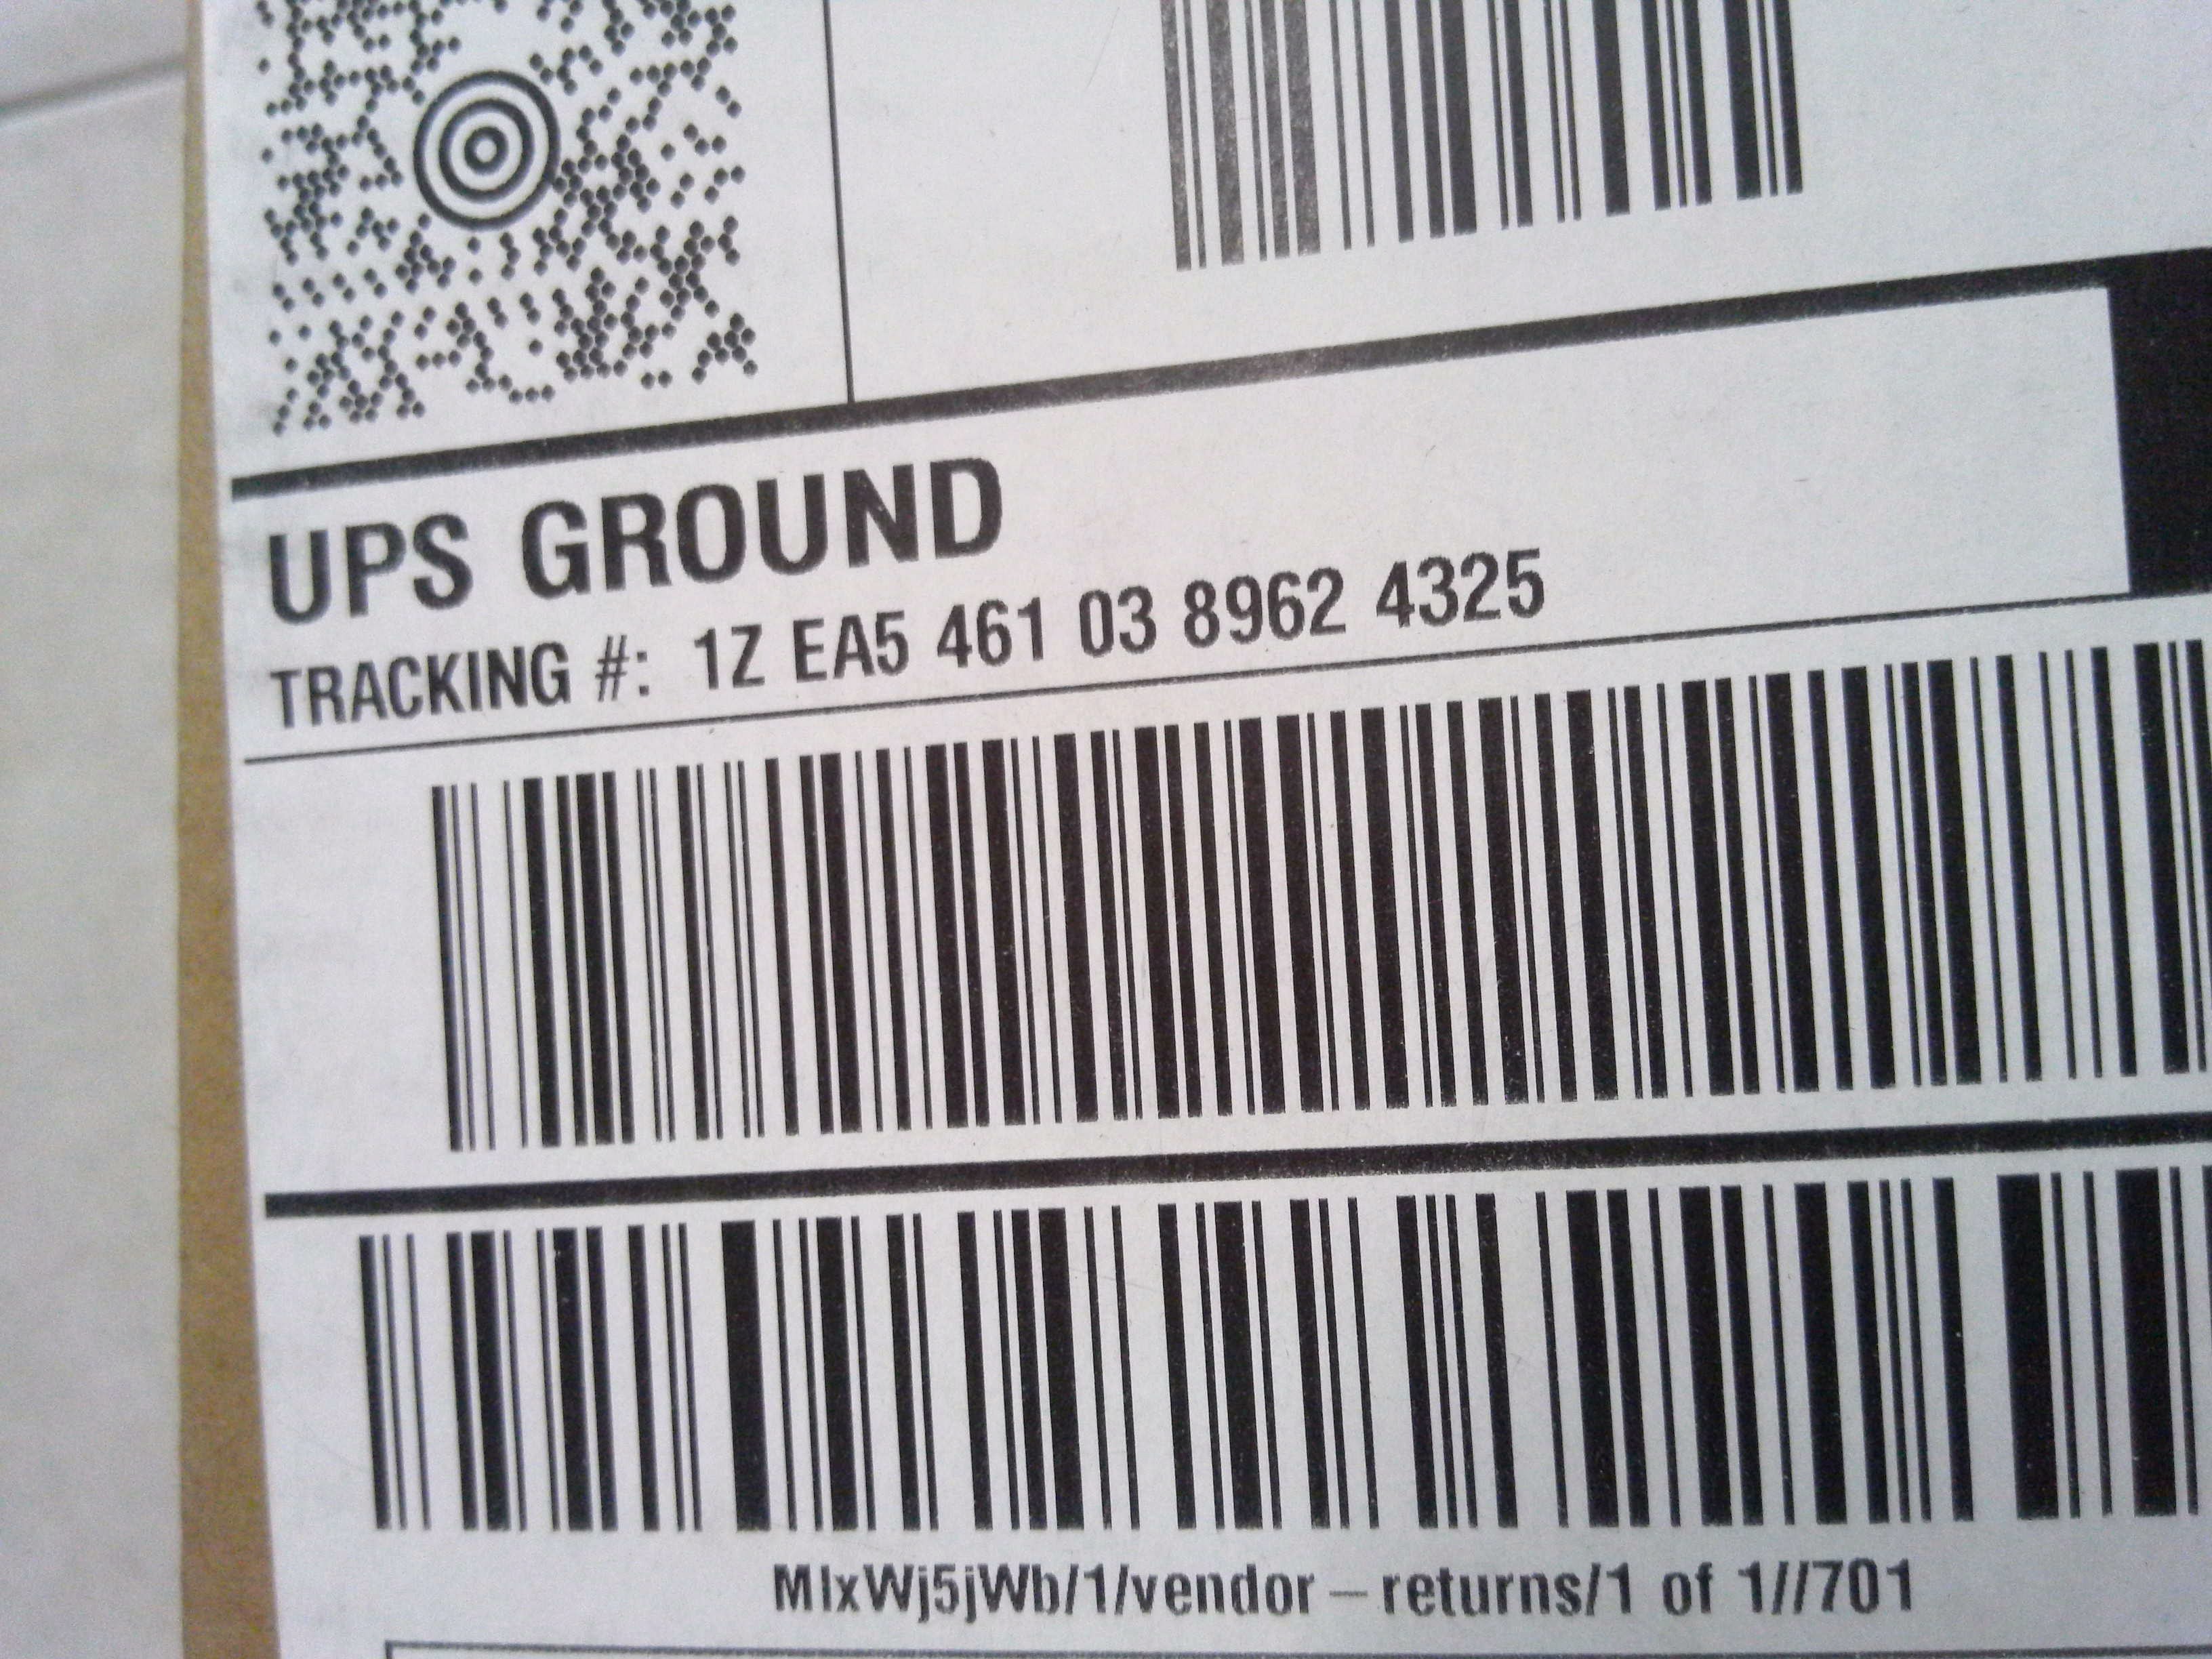 UPS GROUND
TRACKING #: 1Z EA5 461 03 8962 4325
MIxWj5jWb/1/vendor-returns/1 of 1//701